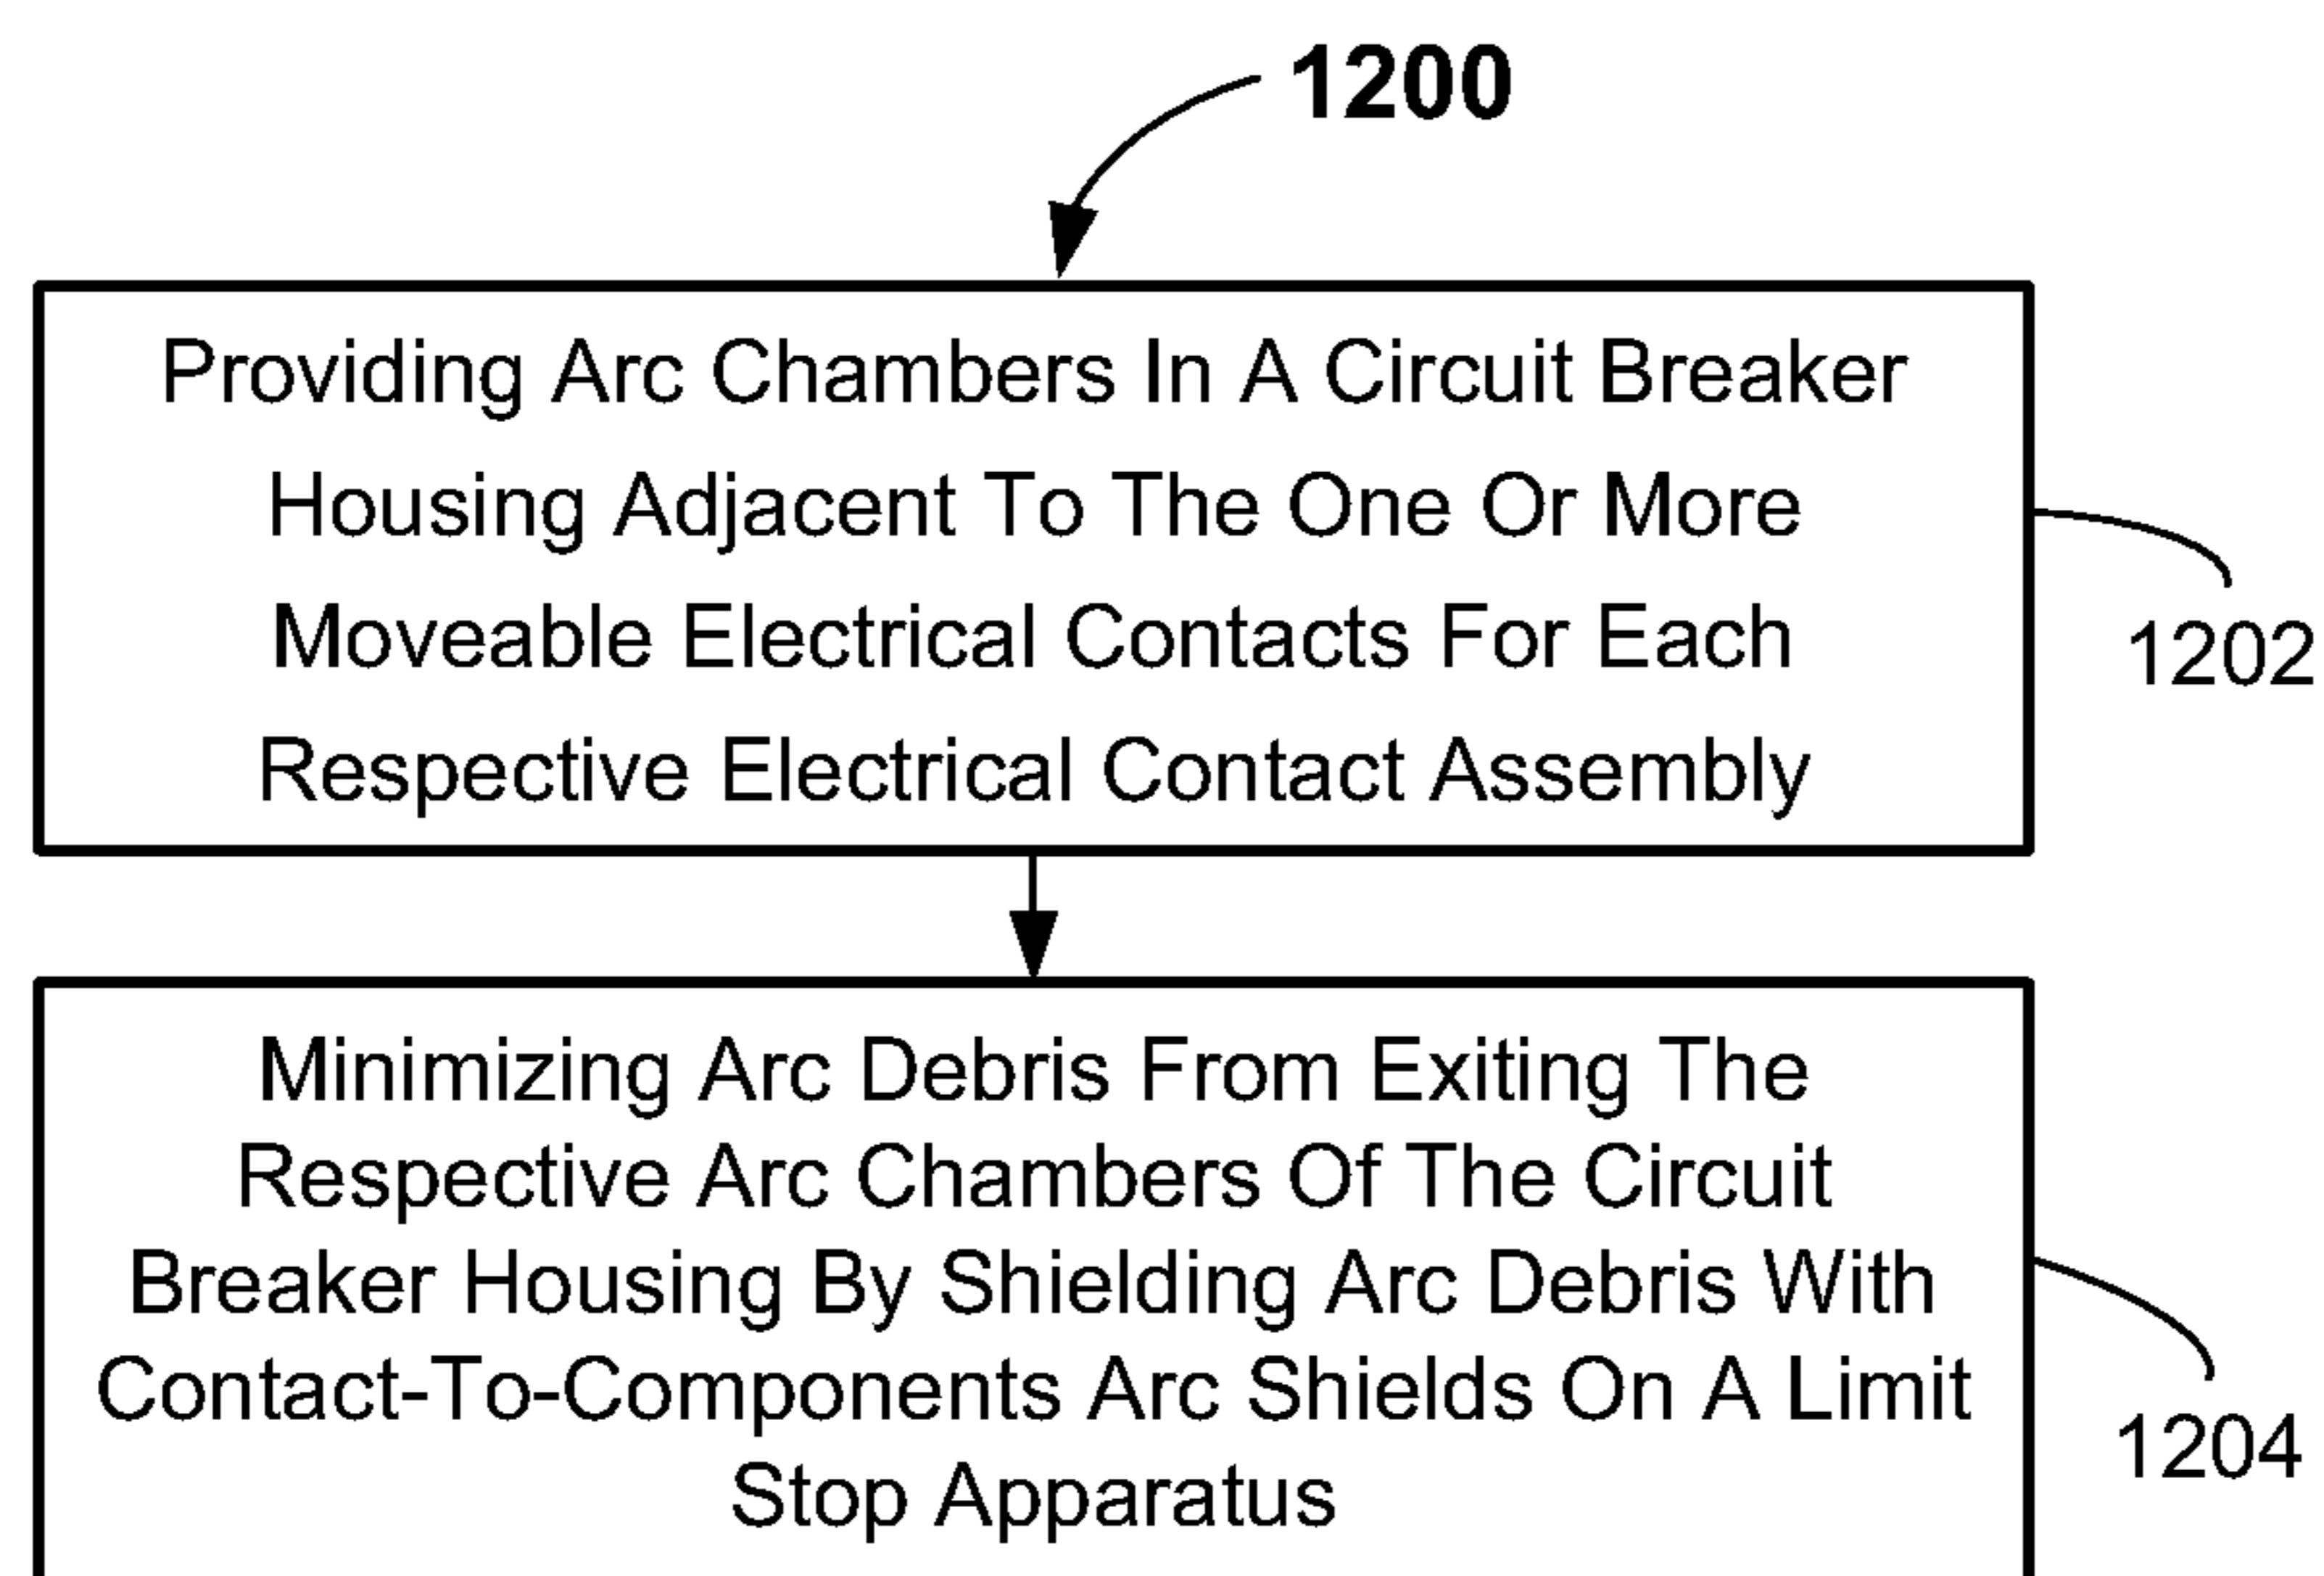 1200
Providing Arc Chambers In A Circuit Breaker
Housing Adjacent To The One Or More
Moveable Electrical Contacts For Each
Respective Electrical Contact Assembly
1202
Minimizing Arc Debris From Exiting The
Respective Arc Chambers Of The Circuit
Breaker Housing By Shielding Arc Debris With
Contact-To-Components Arc Shields On A Limit
Stop Apparatus
1204